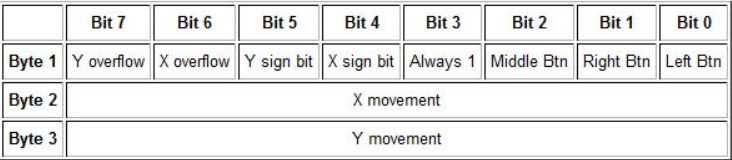 Bit 7 Bit 6 Bit 5 Bit 4 Bit 3 Bit 2 Bit 1 Bit 0
Byte 1 Y overflow X overflow Y sign bit X sign bit Always 1 Middle Btn Right Btn Left Btn
Byte 2 X movement
Byte 3 Y movement